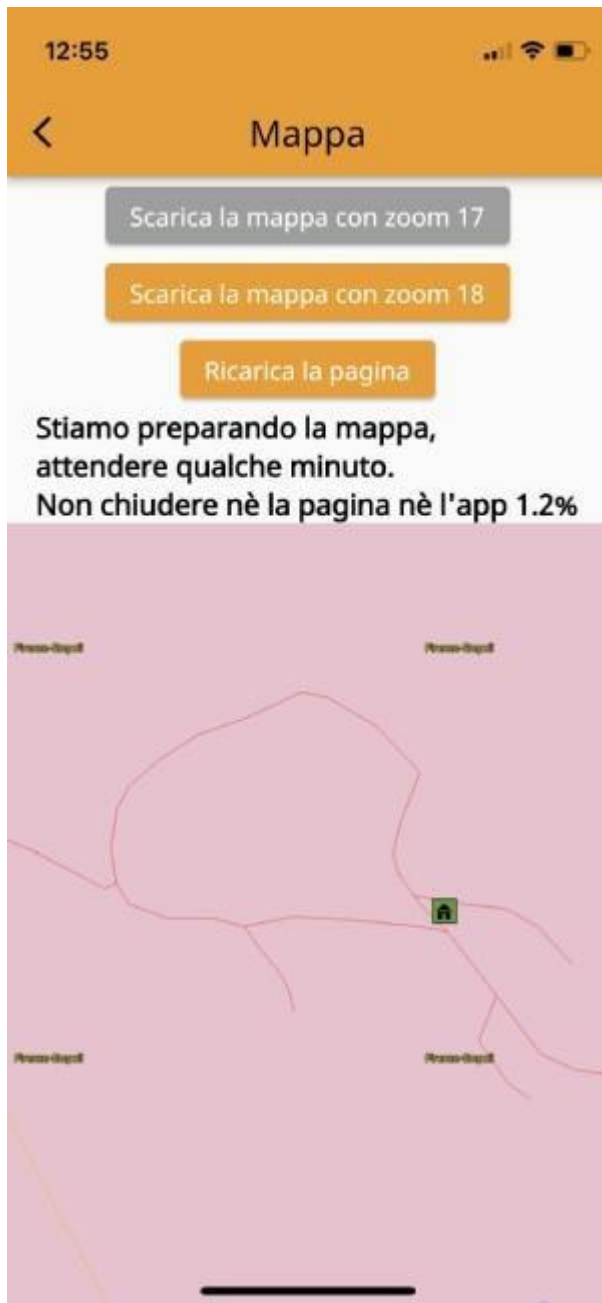 12:55
Mappa
Scarica la mappa con zoom 17
Scarica la mappa con zoom 18
Ricarica la pagina
Stiamo preparando la mappa,
attendere qualche minuto.
Non chiudere nè la pagina nè l'app 1.2%